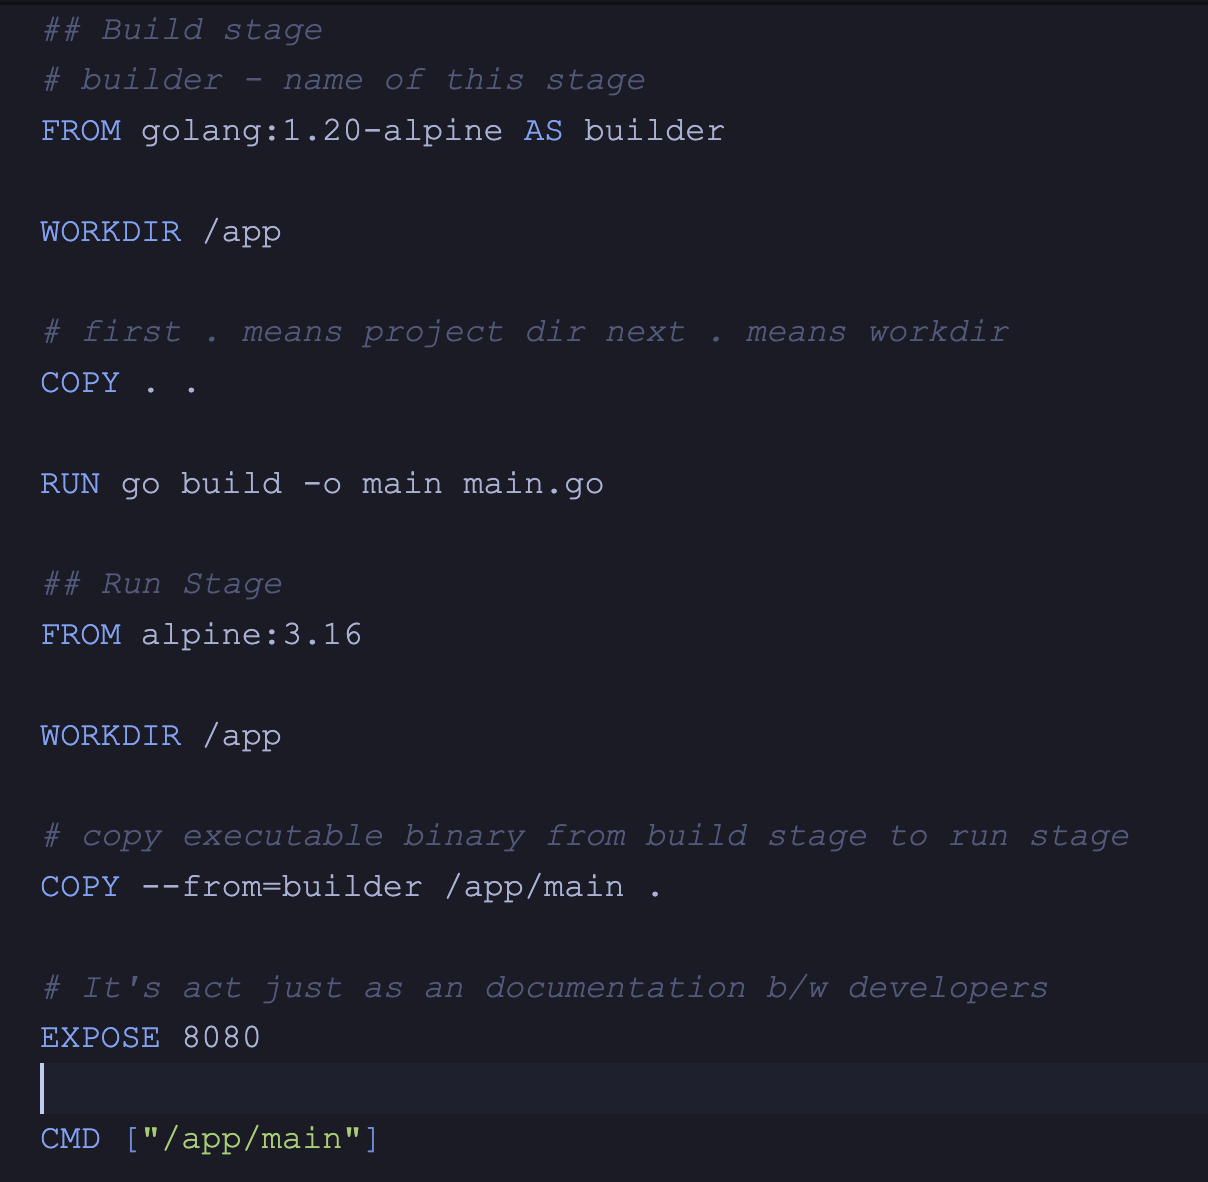 ## Build stage
# builder - name of this stage
FROM golang:1.20-alpine AS builder
WORKDIR /app
# first . means project dir next . means workdir
COPY . .
RUN go build -o main main.go
## Run Stage
FROM alpine:3.16
WORKDIR /app
# copy executable binary from build stage to run stage
COPY --from=builder /app/main .
# It's act just as an documentation b/w developers
EXPOSE 8080
CMD ["/app/main"]